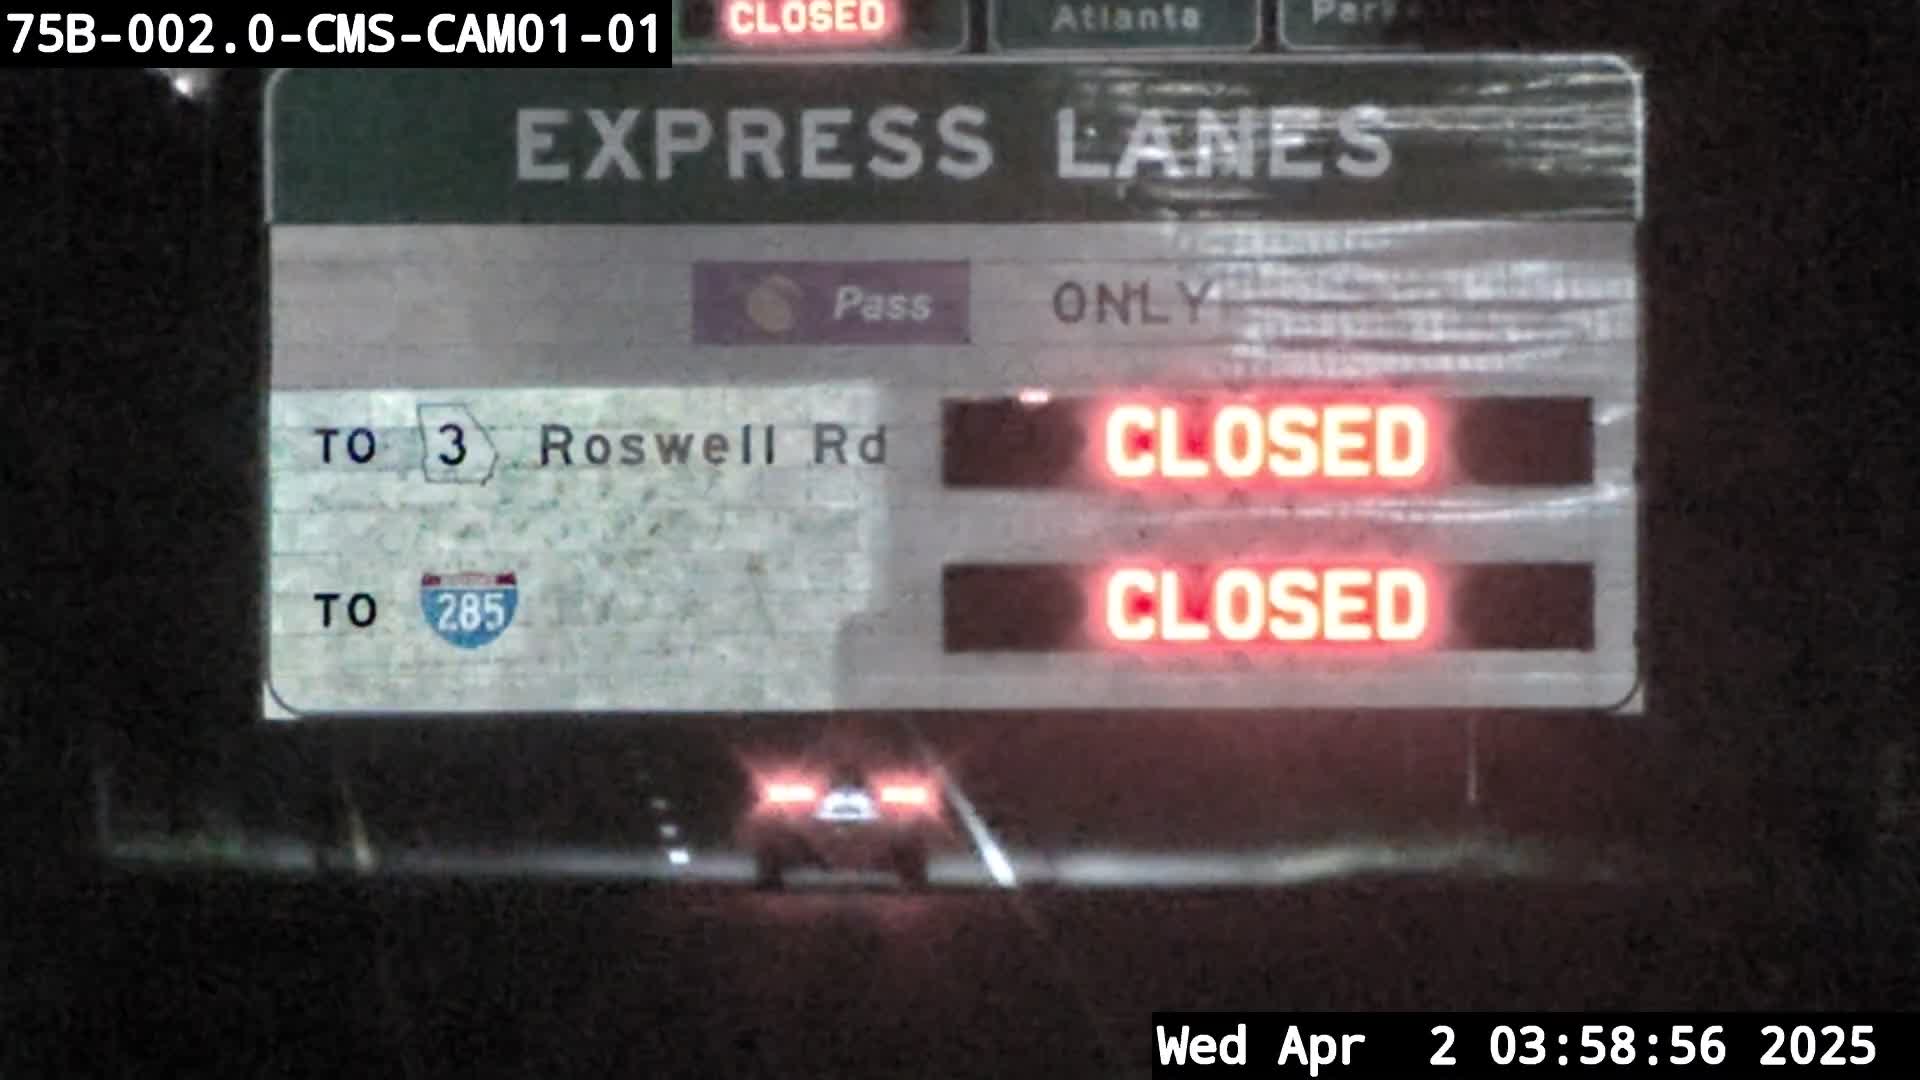 75B-002.0-CMS-CAM01-01
CLOSED
Atlanta
EXPRESS LANES
Pass ONLY
TO 3 Roswell Rd CLOSED
TO 285 CLOSED
Wed Apr 2 03:58:56 2025